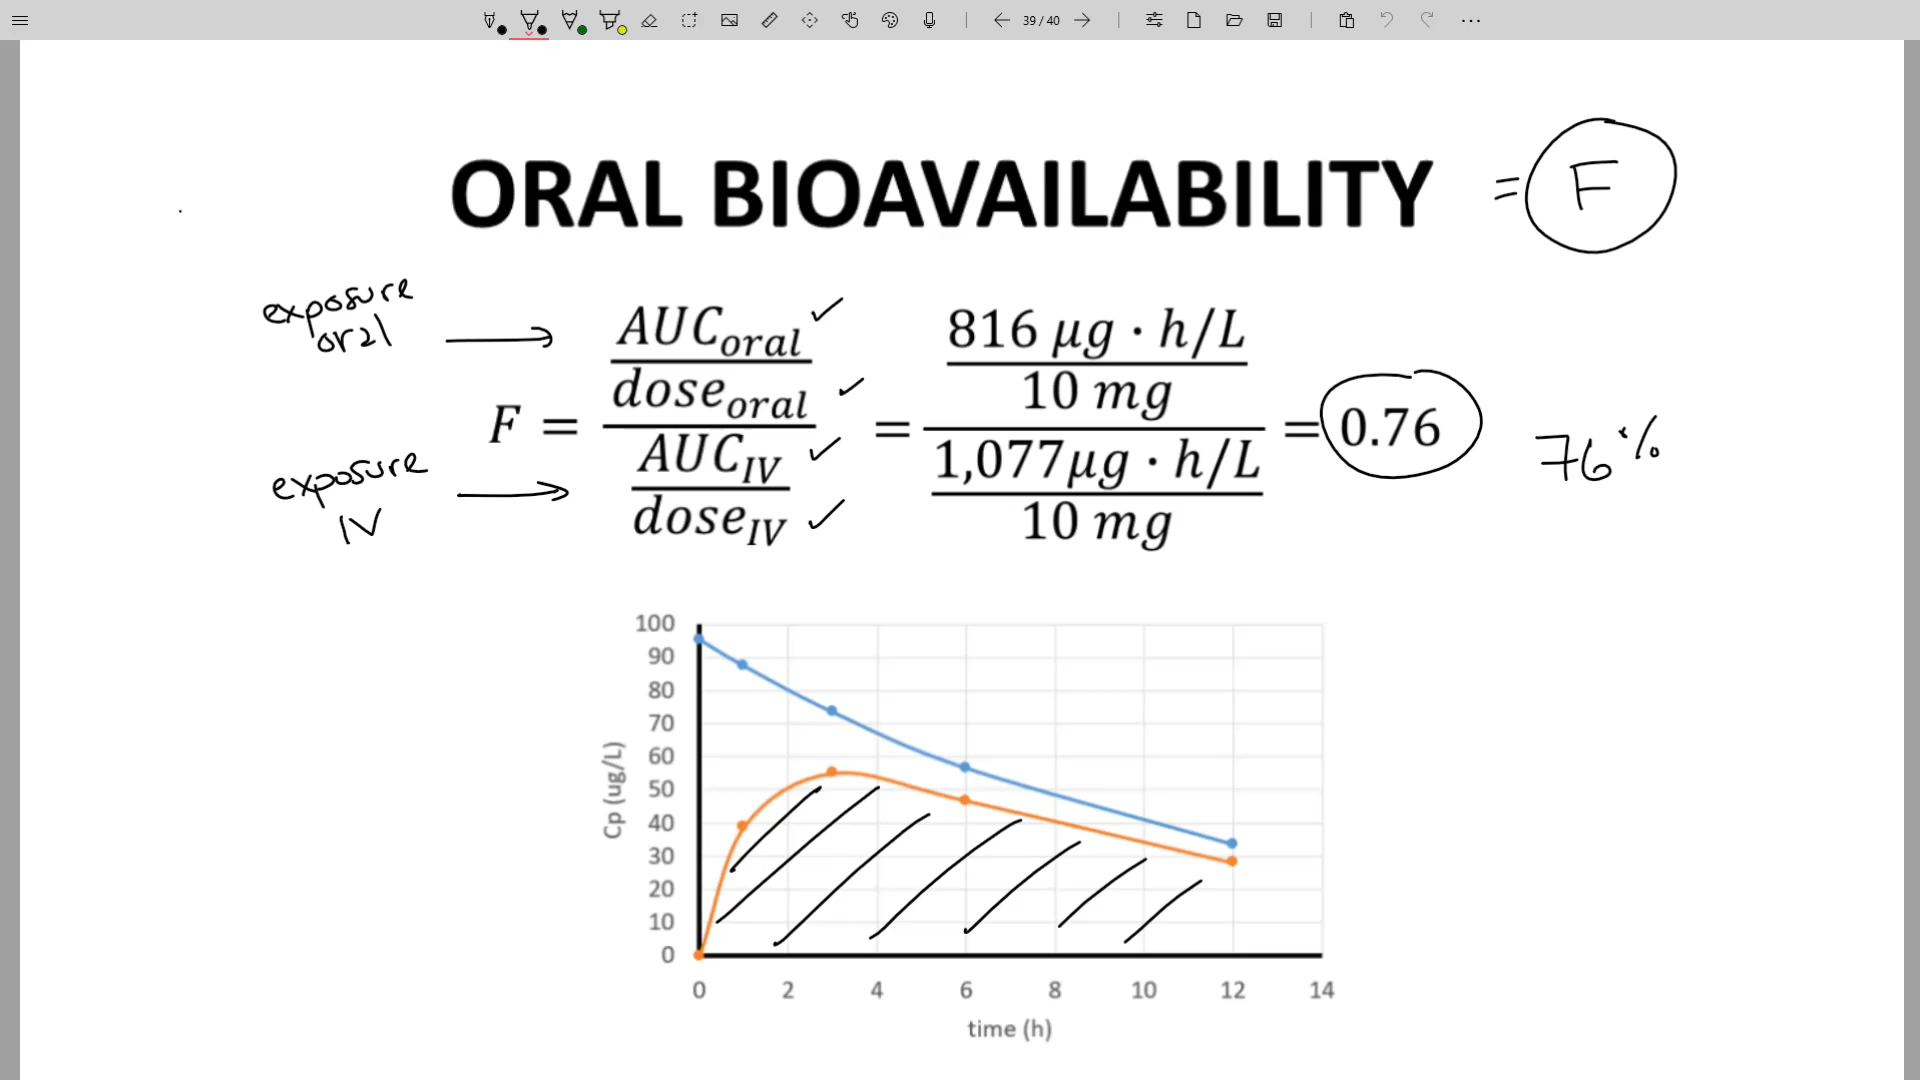 39 / 40
ORAL BIOAVAILABILITY = F
exposure
oral
exposure
IV
F = AUC_oral / dose_oral / AUC_IV / dose_IV = 816 μg · h/L / 10 mg / 1,077μg · h/L / 10 mg = 0.76
76%
100
90
80
70
60
50
40
30
20
10
0
Cp (ug/L)
0 2 4 6 8 10 12 14
time (h)